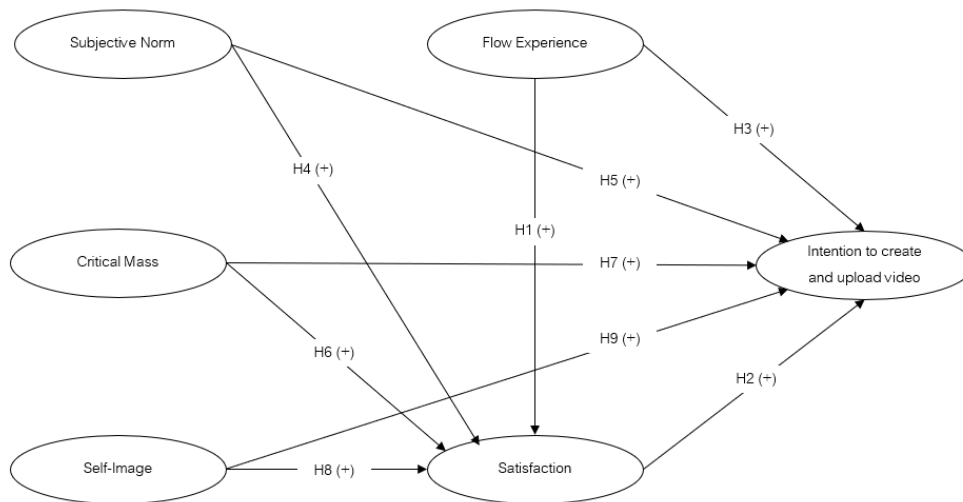 Subjective Norm
Flow Experience
H3 (+)
H4 (+)
H5 (+)
H1 (+)
Critical Mass
H7 (+)
Intention to create
and upload video
H6 (+)
H9 (+)
H2 (+)
Self-Image
H8 (+)
Satisfaction